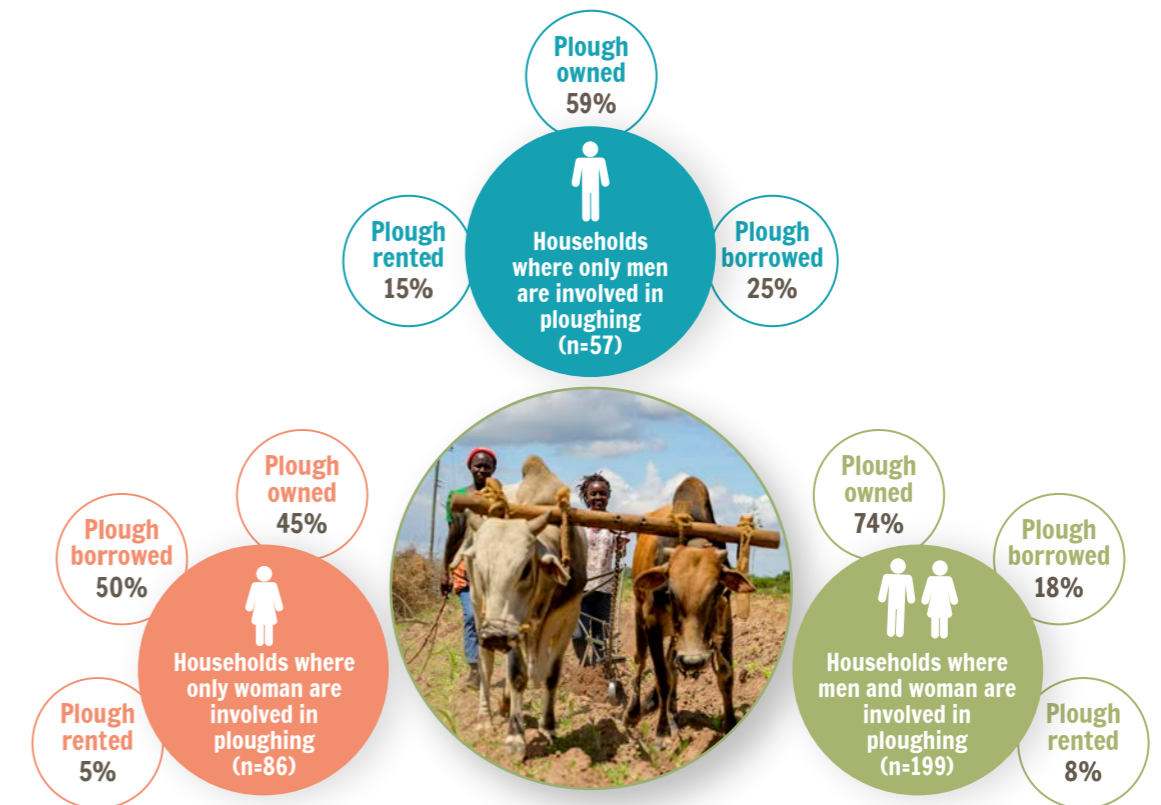 Plough
owned
59%
Plough
rented
15%
Households
where only men
are involved in
ploughing
(n=57)
Plough
borrowed
25%
Plough
owned
45%
Plough
borrowed
50%
Households where
only woman are
involved in
ploughing
(n=86)
Plough
rented
5%
Plough
owned
74%
Plough
borrowed
18%
Households where
men and woman are
involved in
ploughing
(n=199)
Plough
rented
8%